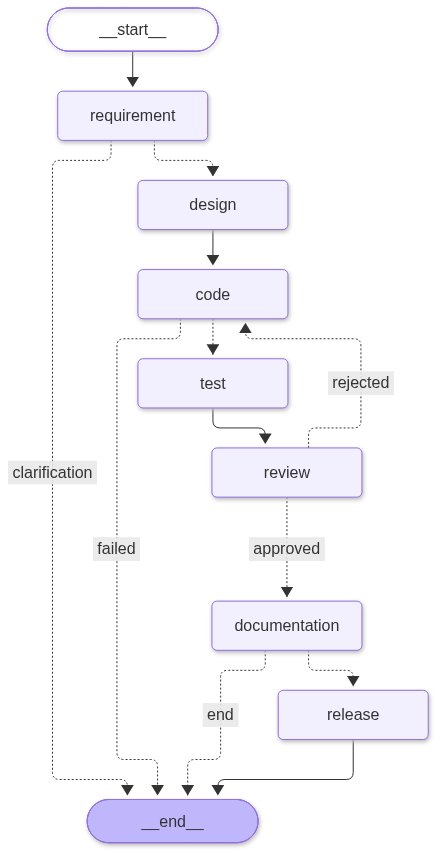 __start__
requirement
design
code
test
rejected
review
clarification
failed
approved
documentation
end
release
__end__